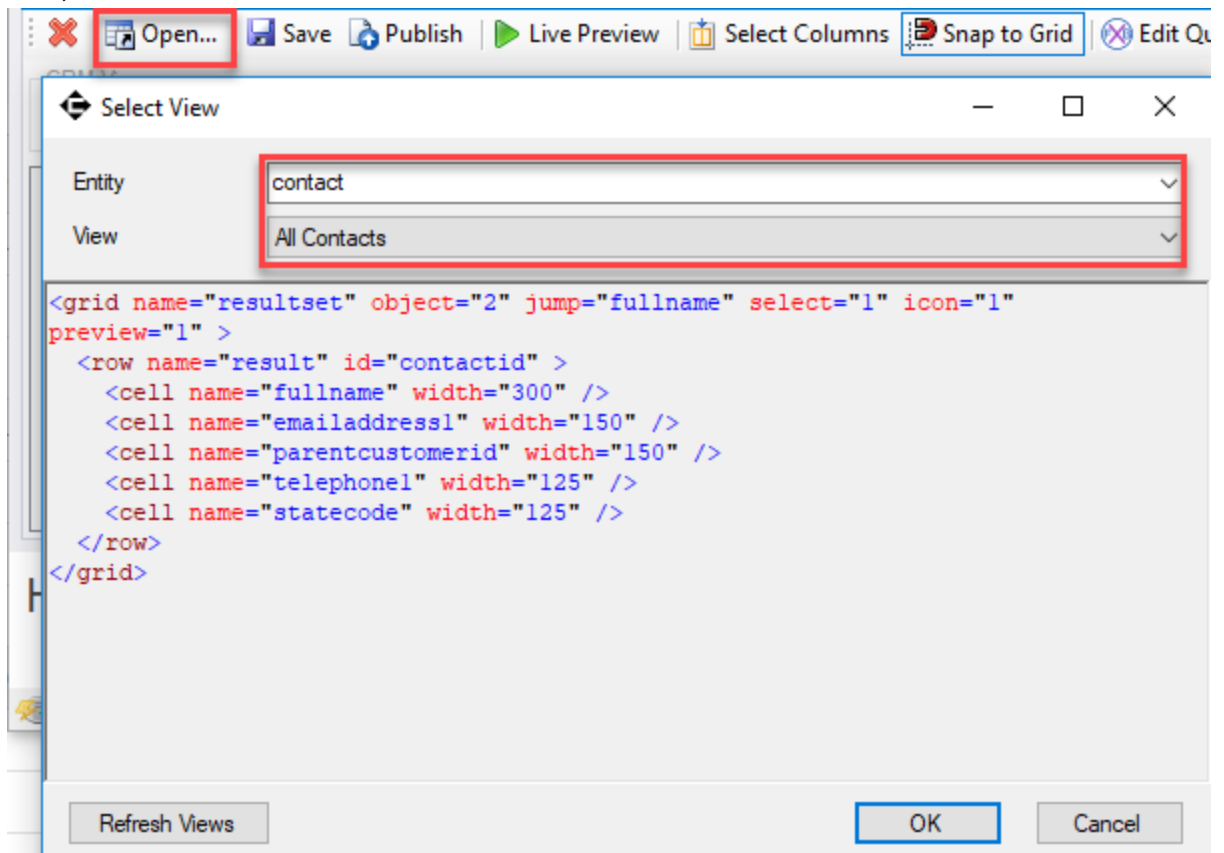 Open... Save Publish Live Preview Select Columns Snap to Grid Edit Qu
Select View
Entity contact
View All Contacts
<grid name="resultset" object="2" jump="fullname" select="1" icon="1"
preview="1" >
<row name="result" id="contactid" >
<cell name="fullname" width="300" />
<cell name="emailaddress1" width="150" />
<cell name="parentcustomerid" width="150" />
<cell name="telephone1" width="125" />
<cell name="statecode" width="125" />
</row>
</grid>
H
Refresh Views OK Cancel